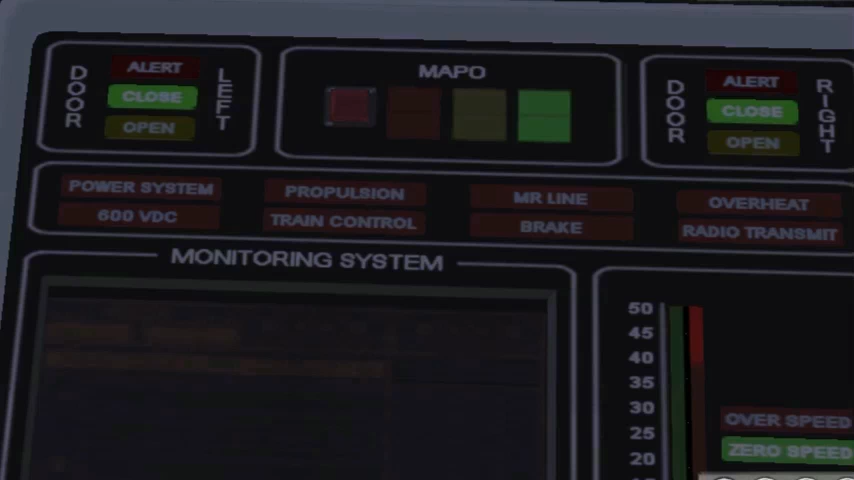 DOOR
ALERT
CLOSE
OPEN
LEFT
MAPO
DOOR
ALERT
CLOSE
OPEN
RIGHT
POWER SYSTEM
PROPULSION
MR LINE
OVERHEAT
600 VDC
TRAIN CONTROL
BRAKE
RADIO TRANSMIT
MONITORING SYSTEM
50
45
40
35
30
25
20
OVER SPEED
ZERO SPEED